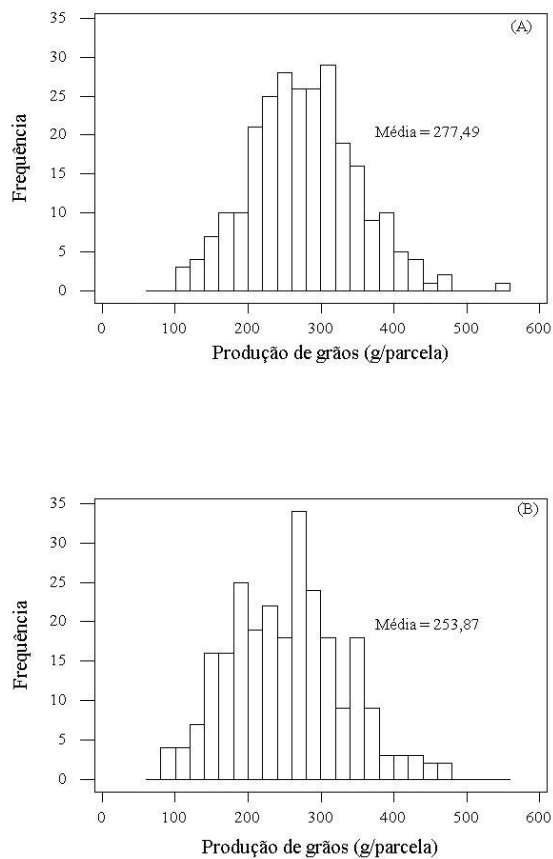 (A)
35
30
25
20
15
10
5
0
Frequência
Média = 277,49
0 100 200 300 400 500 600
Produção de grãos (g/parcela)
(B)
35
30
25
20
15
10
5
0
Frequência
Média = 253,87
0 100 200 300 400 500 600
Produção de grãos (g/parcela)